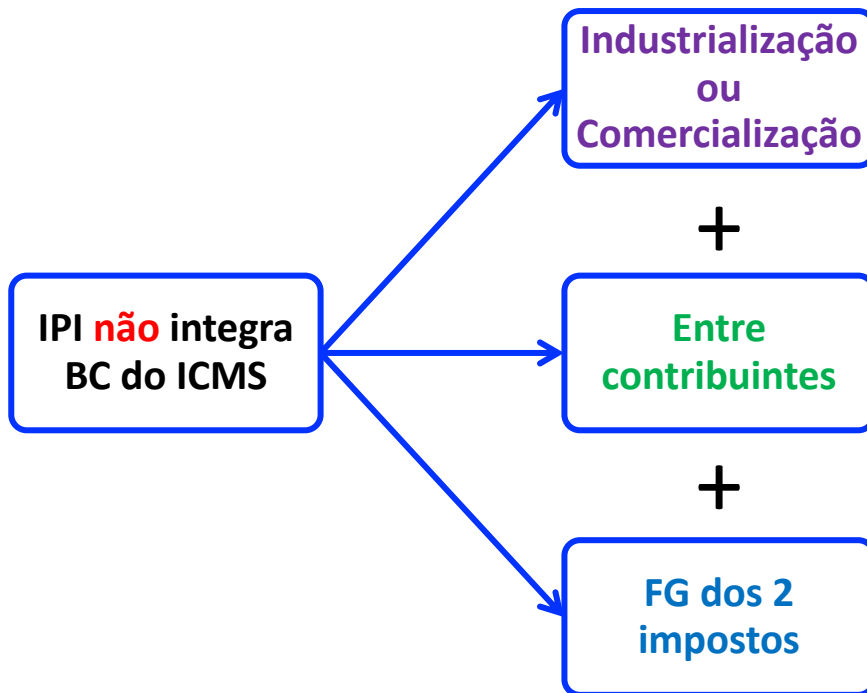 Industrialização
ou
Comercialização
+
IPI não integra
BC do ICMS
Entre
contribuintes
+
FG dos 2
impostos